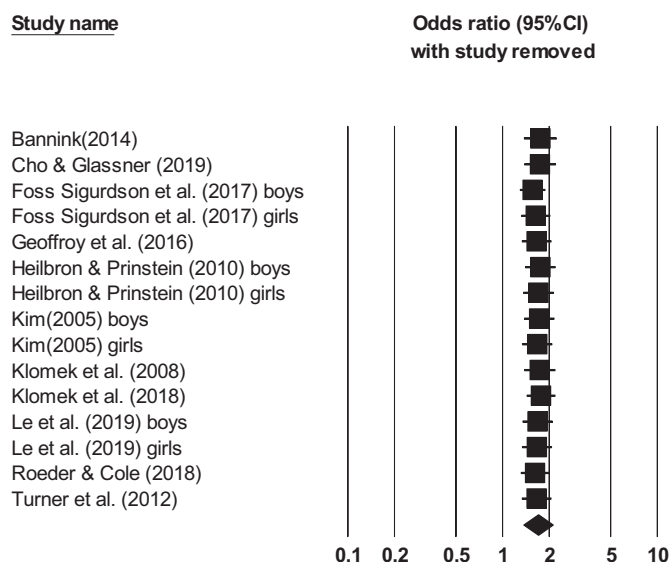 Study name
Odds ratio (95%CI)
with study removed
Bannink(2014)
Cho & Glassner (2019)
Foss Sigurdson et al. (2017) boys
Foss Sigurdson et al. (2017) girls
Geoffroy et al. (2016)
Heilbron & Prinstein (2010) boys
Heilbron & Prinstein (2010) girls
Kim(2005) boys
Kim(2005) girls
Klomek et al. (2008)
Klomek et al. (2018)
Le et al. (2019) boys
Le et al. (2019) girls
Roeder & Cole (2018)
Turner et al. (2012)
0.1 0.2 0.5 1 2 5 10